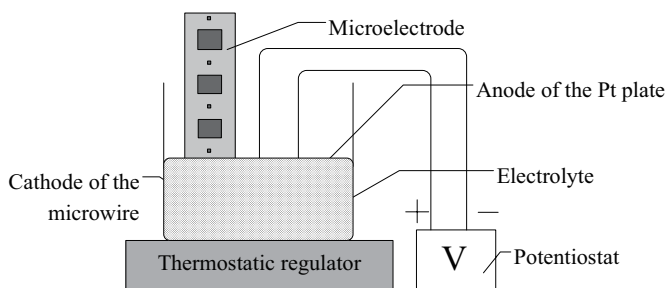 Microelectrode
Anode of the Pt plate
Cathode of the
microwire
Electrolyte
+ −
V
Potentiostat
Thermostatic regulator